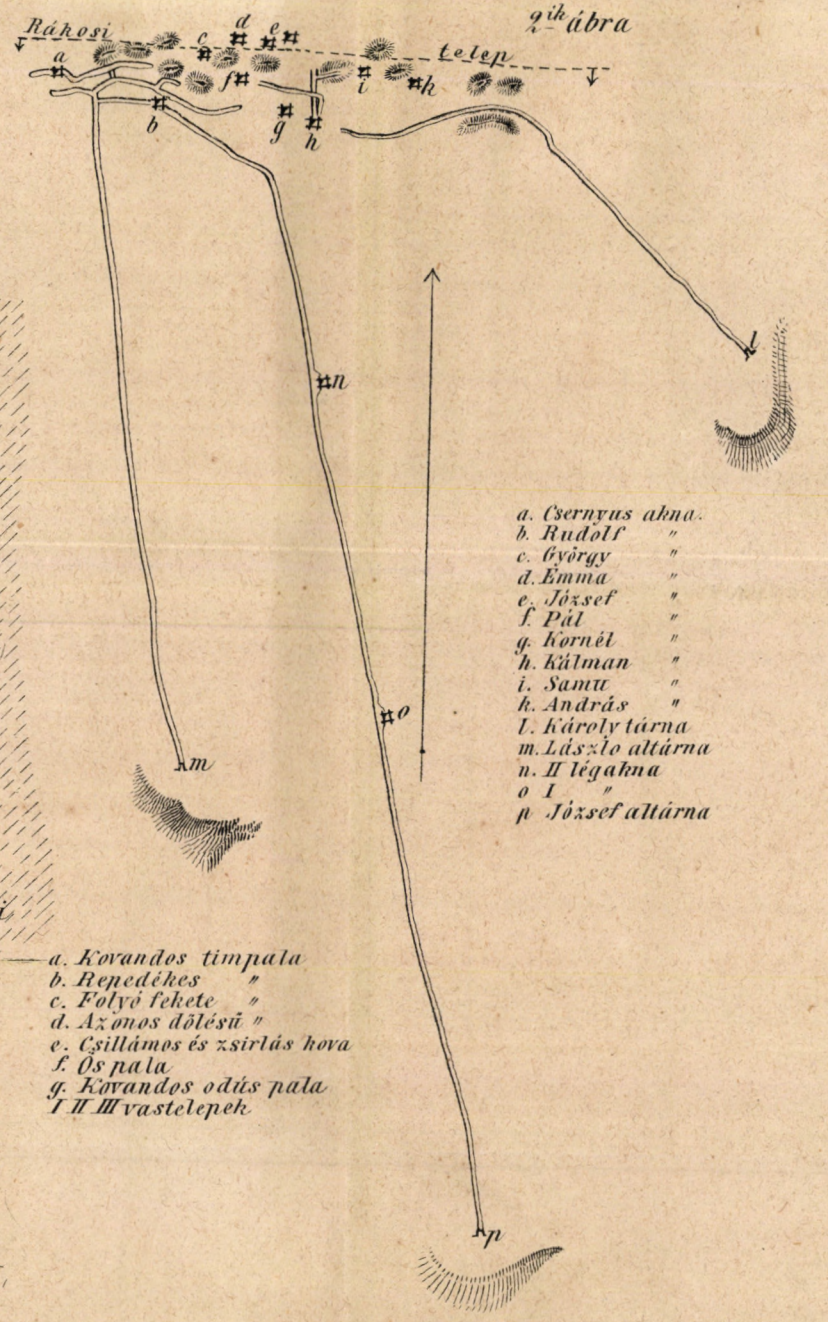 2ik ábra
Rákosi telep
a
b
c
d
e
f
g
h
i
k
l
n
o
m
p
a. Csernyus akna.
b. Rudolf "
c. György "
d. Emma "
e. József "
f. Pál "
g. Kornél "
h. Kálman "
i. Samu "
k. András "
l. Károly tárna
m. László altárna
n. II légakna
o I "
p József altárna
a. Kovandos timpala
b. Repedékes "
c. Folyó fekete "
d. Azonos dölésü "
e. Csillámos és zsirlás kova
f. Ős pala
g. Kovandos odús pala
I II III vastelepek